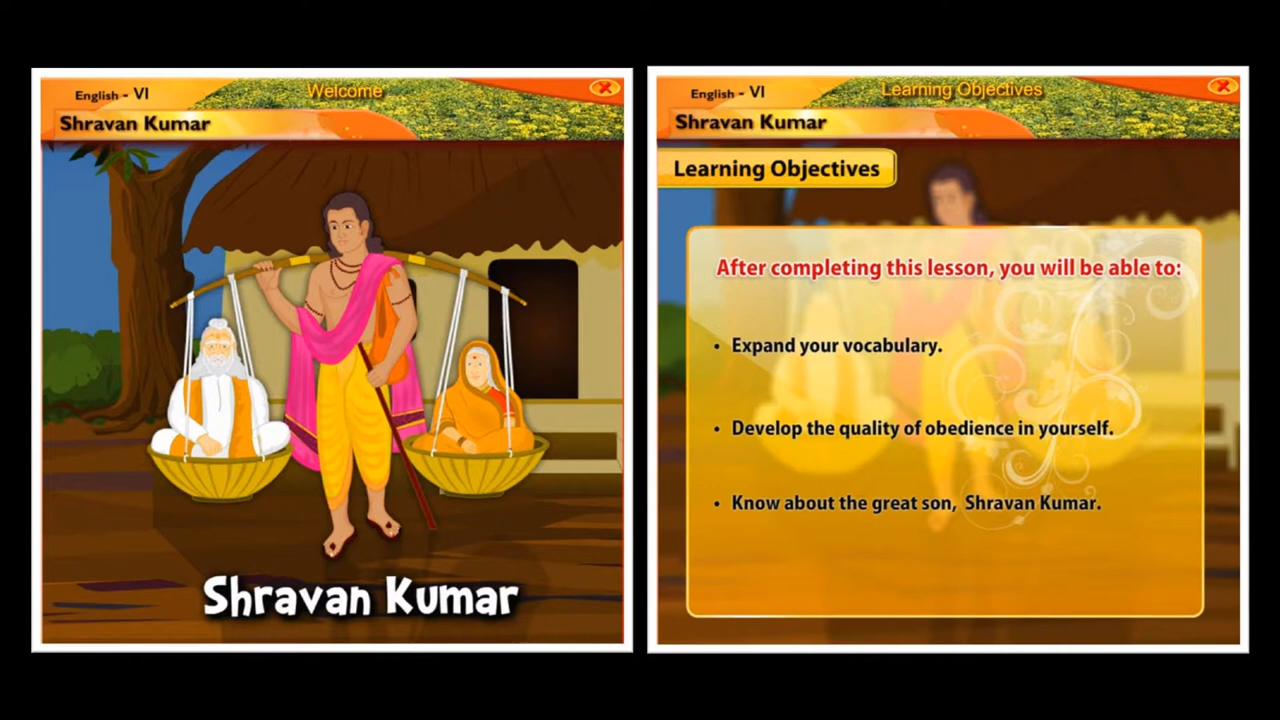 English - VI
Welcome
Shravan Kumar
Shravan Kumar
English - VI
Learning Objectives
Shravan Kumar
Learning Objectives
After completing this lesson, you will be able to:
• Expand your vocabulary.
• Develop the quality of obedience in yourself.
• Know about the great son, Shravan Kumar.